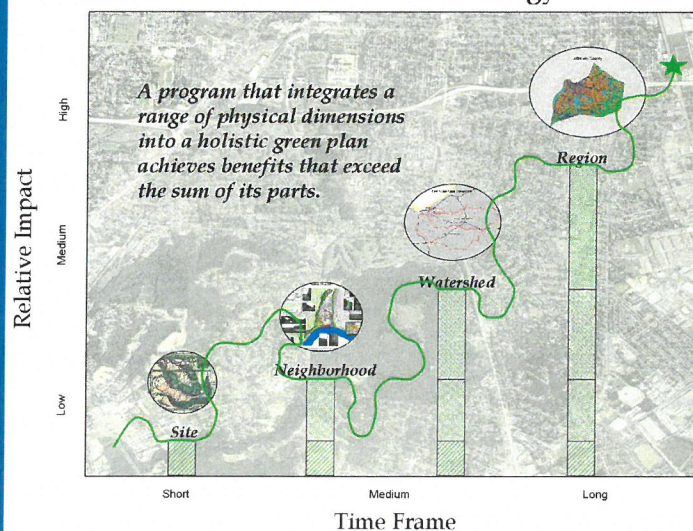 A program that integrates a
range of physical dimensions
into a holistic green plan
achieves benefits that exceed
the sum of its parts.
Relative Impact
High
Medium
Low
Region
Watershed
Neighborhood
Site
Short
Medium
Long
Time Frame